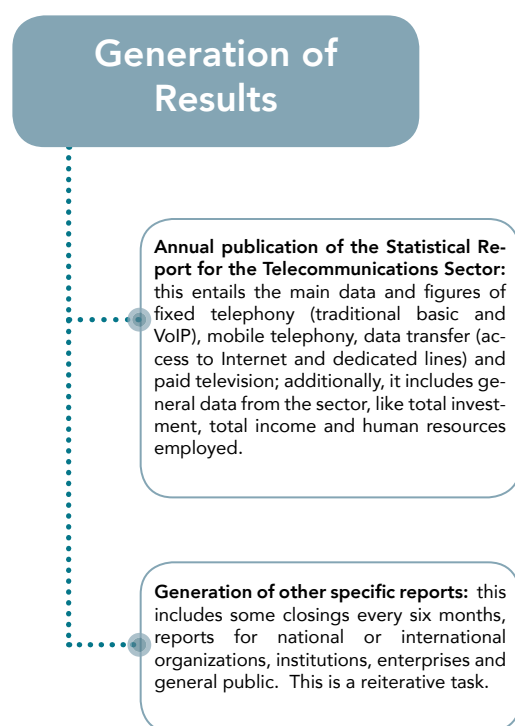 Generation of
Results
Annual publication of the Statistical Re-
port for the Telecommunications Sector:
this entails the main data and figures of
fixed telephony (traditional basic and
VoIP), mobile telephony, data transfer (ac-
cess to Internet and dedicated lines) and
paid television; additionally, it includes ge-
neral data from the sector, like total invest-
ment, total income and human resources
employed.
Generation of other specific reports: this
includes some closings every six months,
reports for national or international
organizations, institutions, enterprises and
general public. This is a reiterative task.